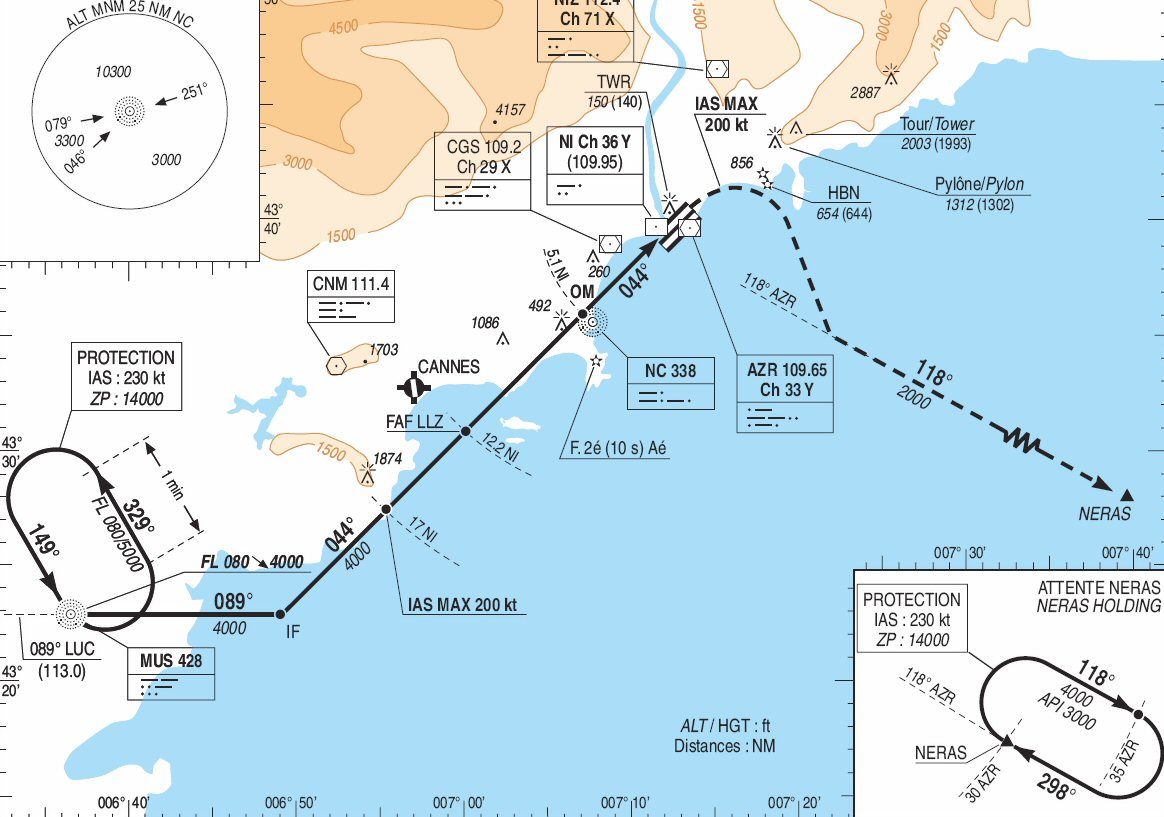 ALT MNM 25 NM NC
10300
251°
079°
3300
046°
3000
50'
4500
4157
3000
1500
43°
40'
NIZ 112.4
Ch 71 X
1500
3000
1500
2887
TWR
150 (140)
IAS MAX
200 kt
CGS 109.2
Ch 29 X
NI Ch 36 Y
(109.95)
856
Tour/Tower
2003 (1993)
Pylône/Pylon
1312 (1302)
HBN
654 (644)
5.1 NI
260
044°
OM
118° AZR
CNM 111.4
492
1086
1703
CANNES
NC 338
AZR 109.65
Ch 33 Y
118°
2000
PROTECTION
IAS : 230 kt
ZP : 14000
FAF LLZ
12.2 NI
F. 2é (10 s) Aé
43°
30'
1500
1874
1 min
329°
FL 080/5000
149°
17 NI
044°
4000
NERAS
FL 080 ↘ 4000
IAS MAX 200 kt
089°
4000
IF
089° LUC
(113.0)
MUS 428
43°
20'
007° 30'
007° 40'
PROTECTION
IAS : 230 kt
ZP : 14000
ATTENTE NERAS
NERAS HOLDING
118° AZR
118°
4000
API 3000
NERAS
30 AZR
298°
35 AZR
ALT / HGT : ft
Distances : NM
006° 40'
006° 50'
007° 00'
007° 10'
007° 20'